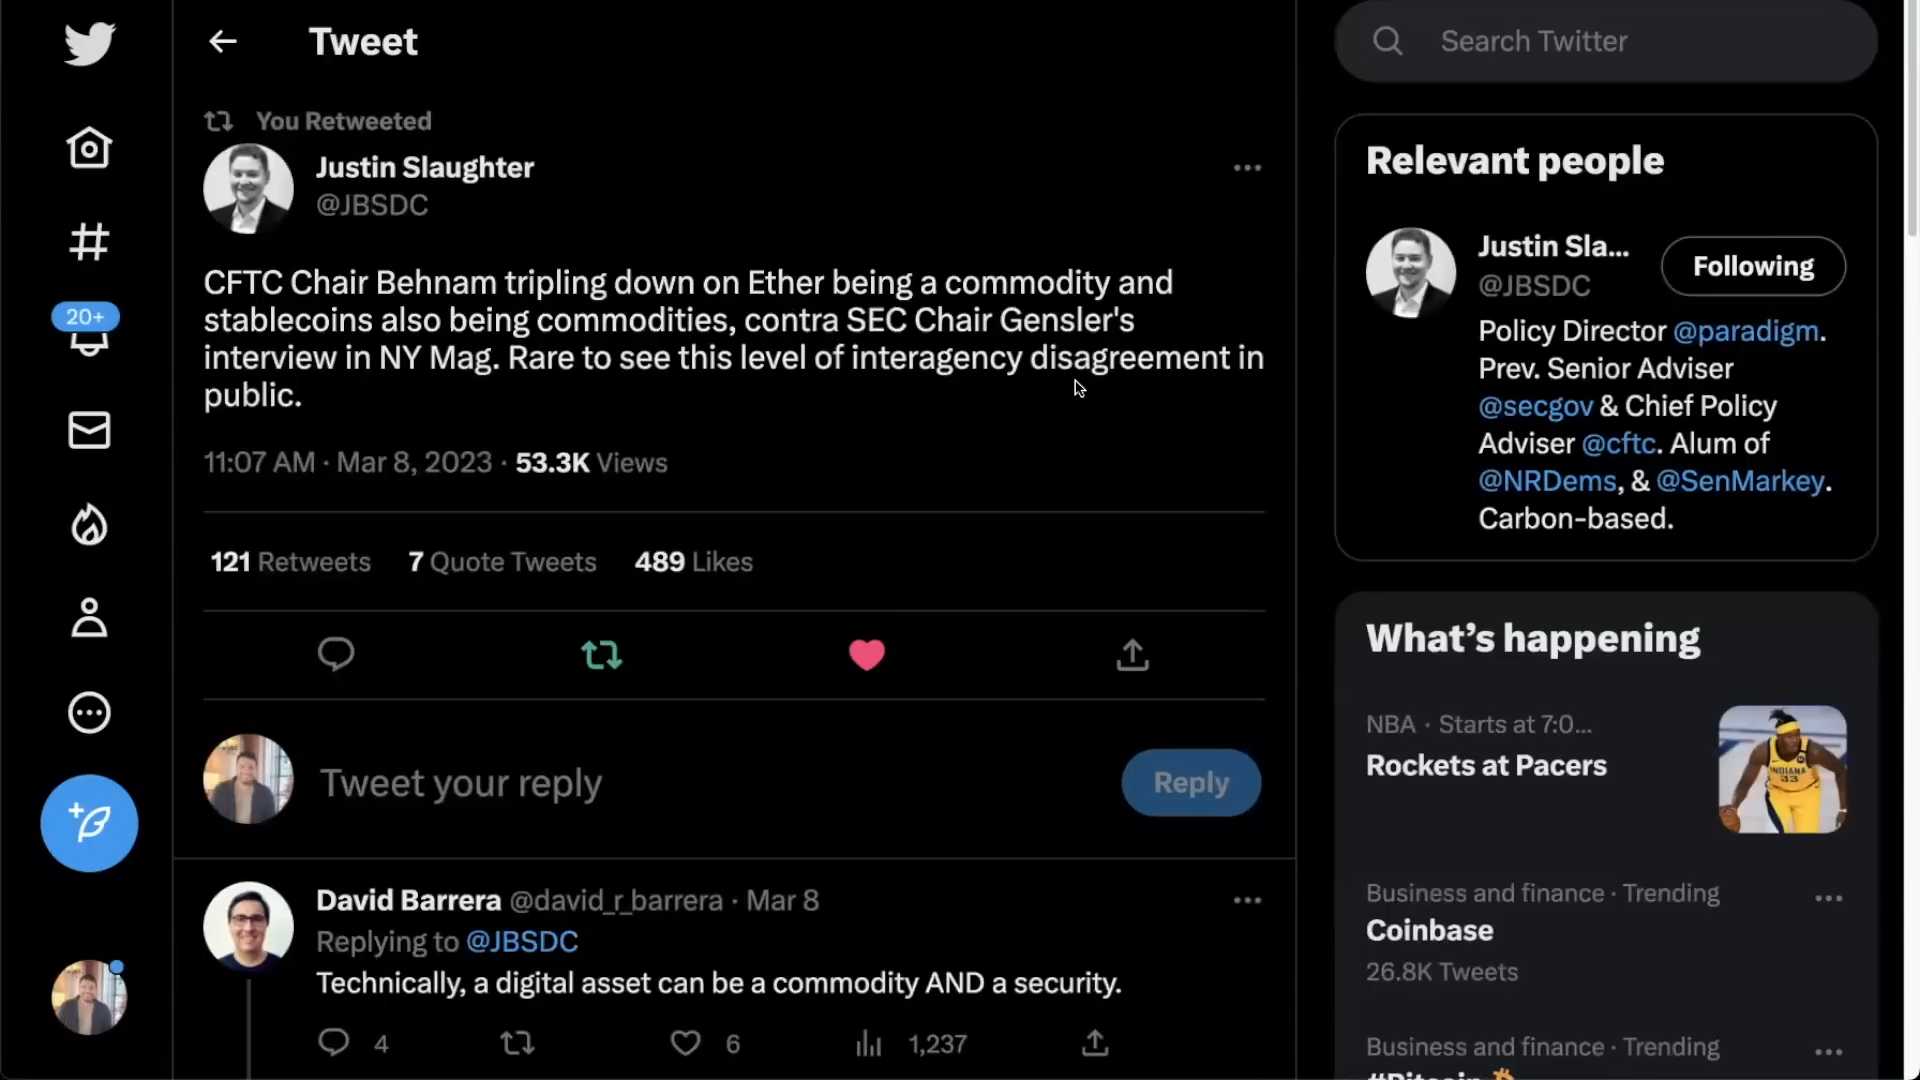 Tweet
Search Twitter
You Retweeted
Justin Slaughter
@JBSDC
CFTC Chair Behnam tripling down on Ether being a commodity and
stablecoins also being commodities, contra SEC Chair Gensler's
interview in NY Mag. Rare to see this level of interagency disagreement in
public.
11:07 AM · Mar 8, 2023 · 53.3K Views
121 Retweets 7 Quote Tweets 489 Likes
Tweet your reply
Reply
David Barrera @david_r_barrera · Mar 8
Replying to @JBSDC
Technically, a digital asset can be a commodity AND a security.
4 6 1,237
20+
Relevant people
Justin Sla...
@JBSDC
Following
Policy Director @paradigm.
Prev. Senior Adviser
@secgov & Chief Policy
Adviser @cftc. Alum of
@NRDems, & @SenMarkey.
Carbon-based.
What's happening
NBA · Starts at 7:0...
Rockets at Pacers
INDIANA
33
Business and finance · Trending
Coinbase
26.8K Tweets
Business and finance · Trending
#Bitcoin